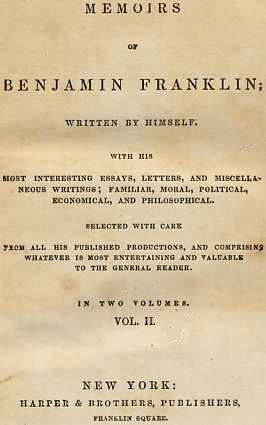 MEMOIRS
OF
BENJAMIN FRANKLIN;
WRITTEN BY HIMSELF.
WITH HIS
MOST INTERESTING ESSAYS, LETTERS, AND MISCELLA-
NEOUS WRITINGS; FAMILIAR, MORAL, POLITICAL,
ECONOMICAL, AND PHILOSOPHICAL.
SELECTED WITH CARE
FROM ALL HIS PUBLISHED PRODUCTIONS, AND COMPRISING
WHATEVER IS MOST ENTERTAINING AND VALUABLE
TO THE GENERAL READER.
IN TWO VOLUMES.
VOL. II.
NEW YORK:
HARPER & BROTHERS, PUBLISHERS,
FRANKLIN SQUARE.